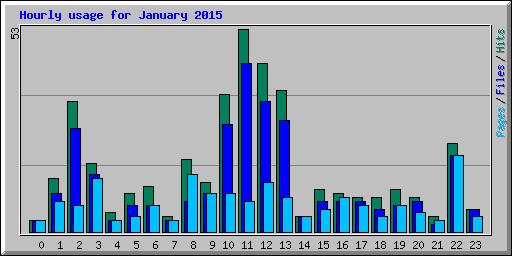 Hourly usage for January 2015
53
Pages/Files/Hits
0 1 2 3 4 5 6 7 8 9 10 11 12 13 14 15 16 17 18 19 20 21 22 23